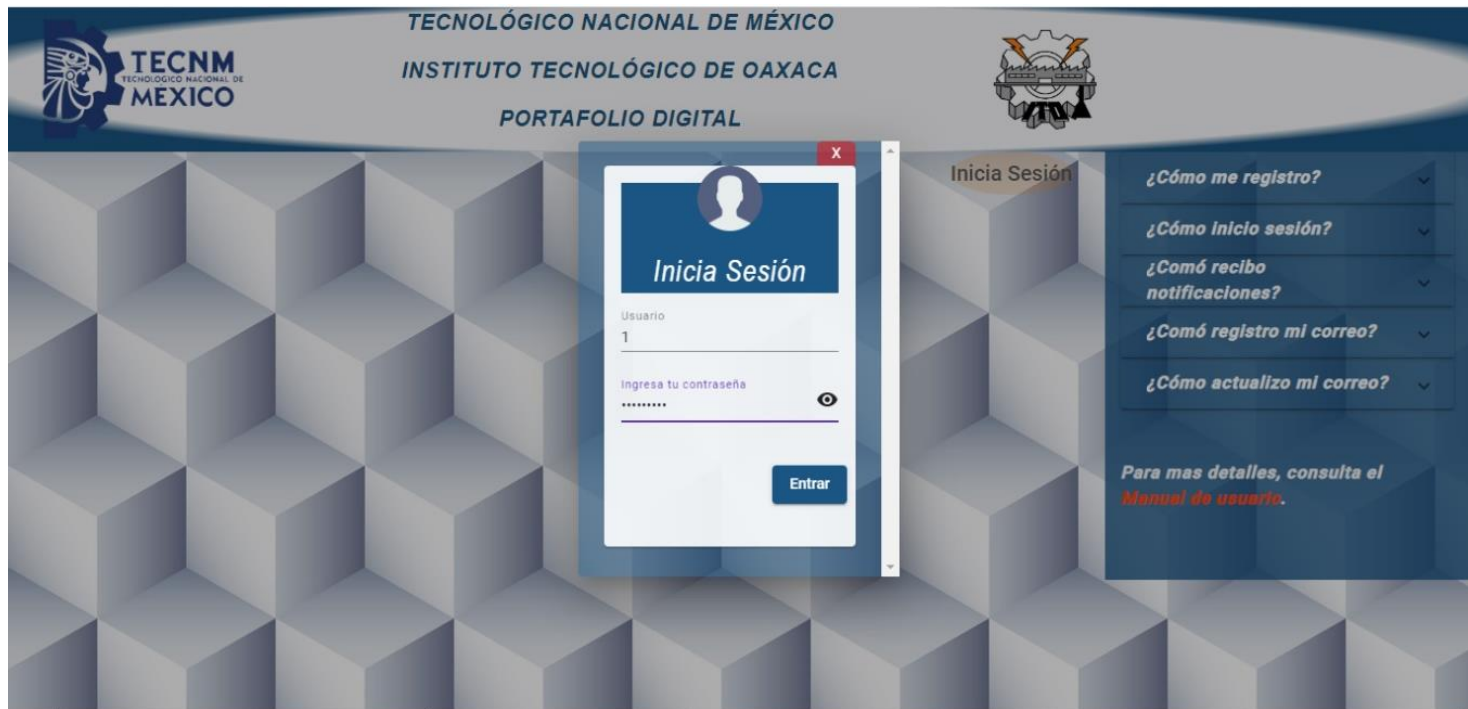 TECNM
TECNOLÓGICO NACIONAL DE
MÉXICO
TECNOLÓGICO NACIONAL DE MÉXICO
INSTITUTO TECNOLÓGICO DE OAXACA
PORTAFOLIO DIGITAL
ITO
X
Inicia Sesión
Usuario
1
Ingresa tu contraseña
•••••••••
Entrar
Inicia Sesión
¿Cómo me registro?
¿Cómo inicio sesión?
¿Comó recibo
notificaciones?
¿Comó registro mi correo?
¿Cómo actualizo mi correo?
Para mas detalles, consulta el
Manual de usuario.